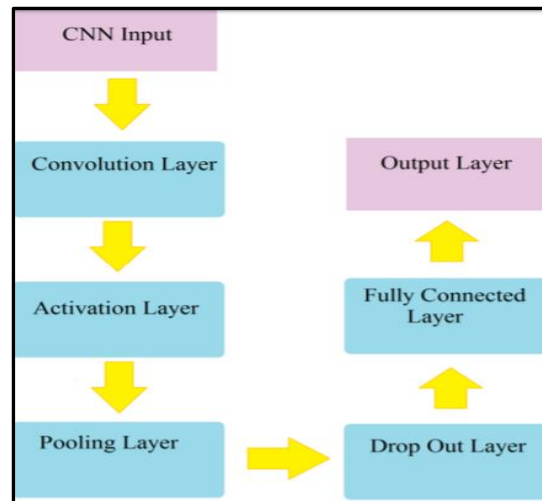 CNN Input
Convolution Layer
Activation Layer
Pooling Layer
Drop Out Layer
Fully Connected
Layer
Output Layer